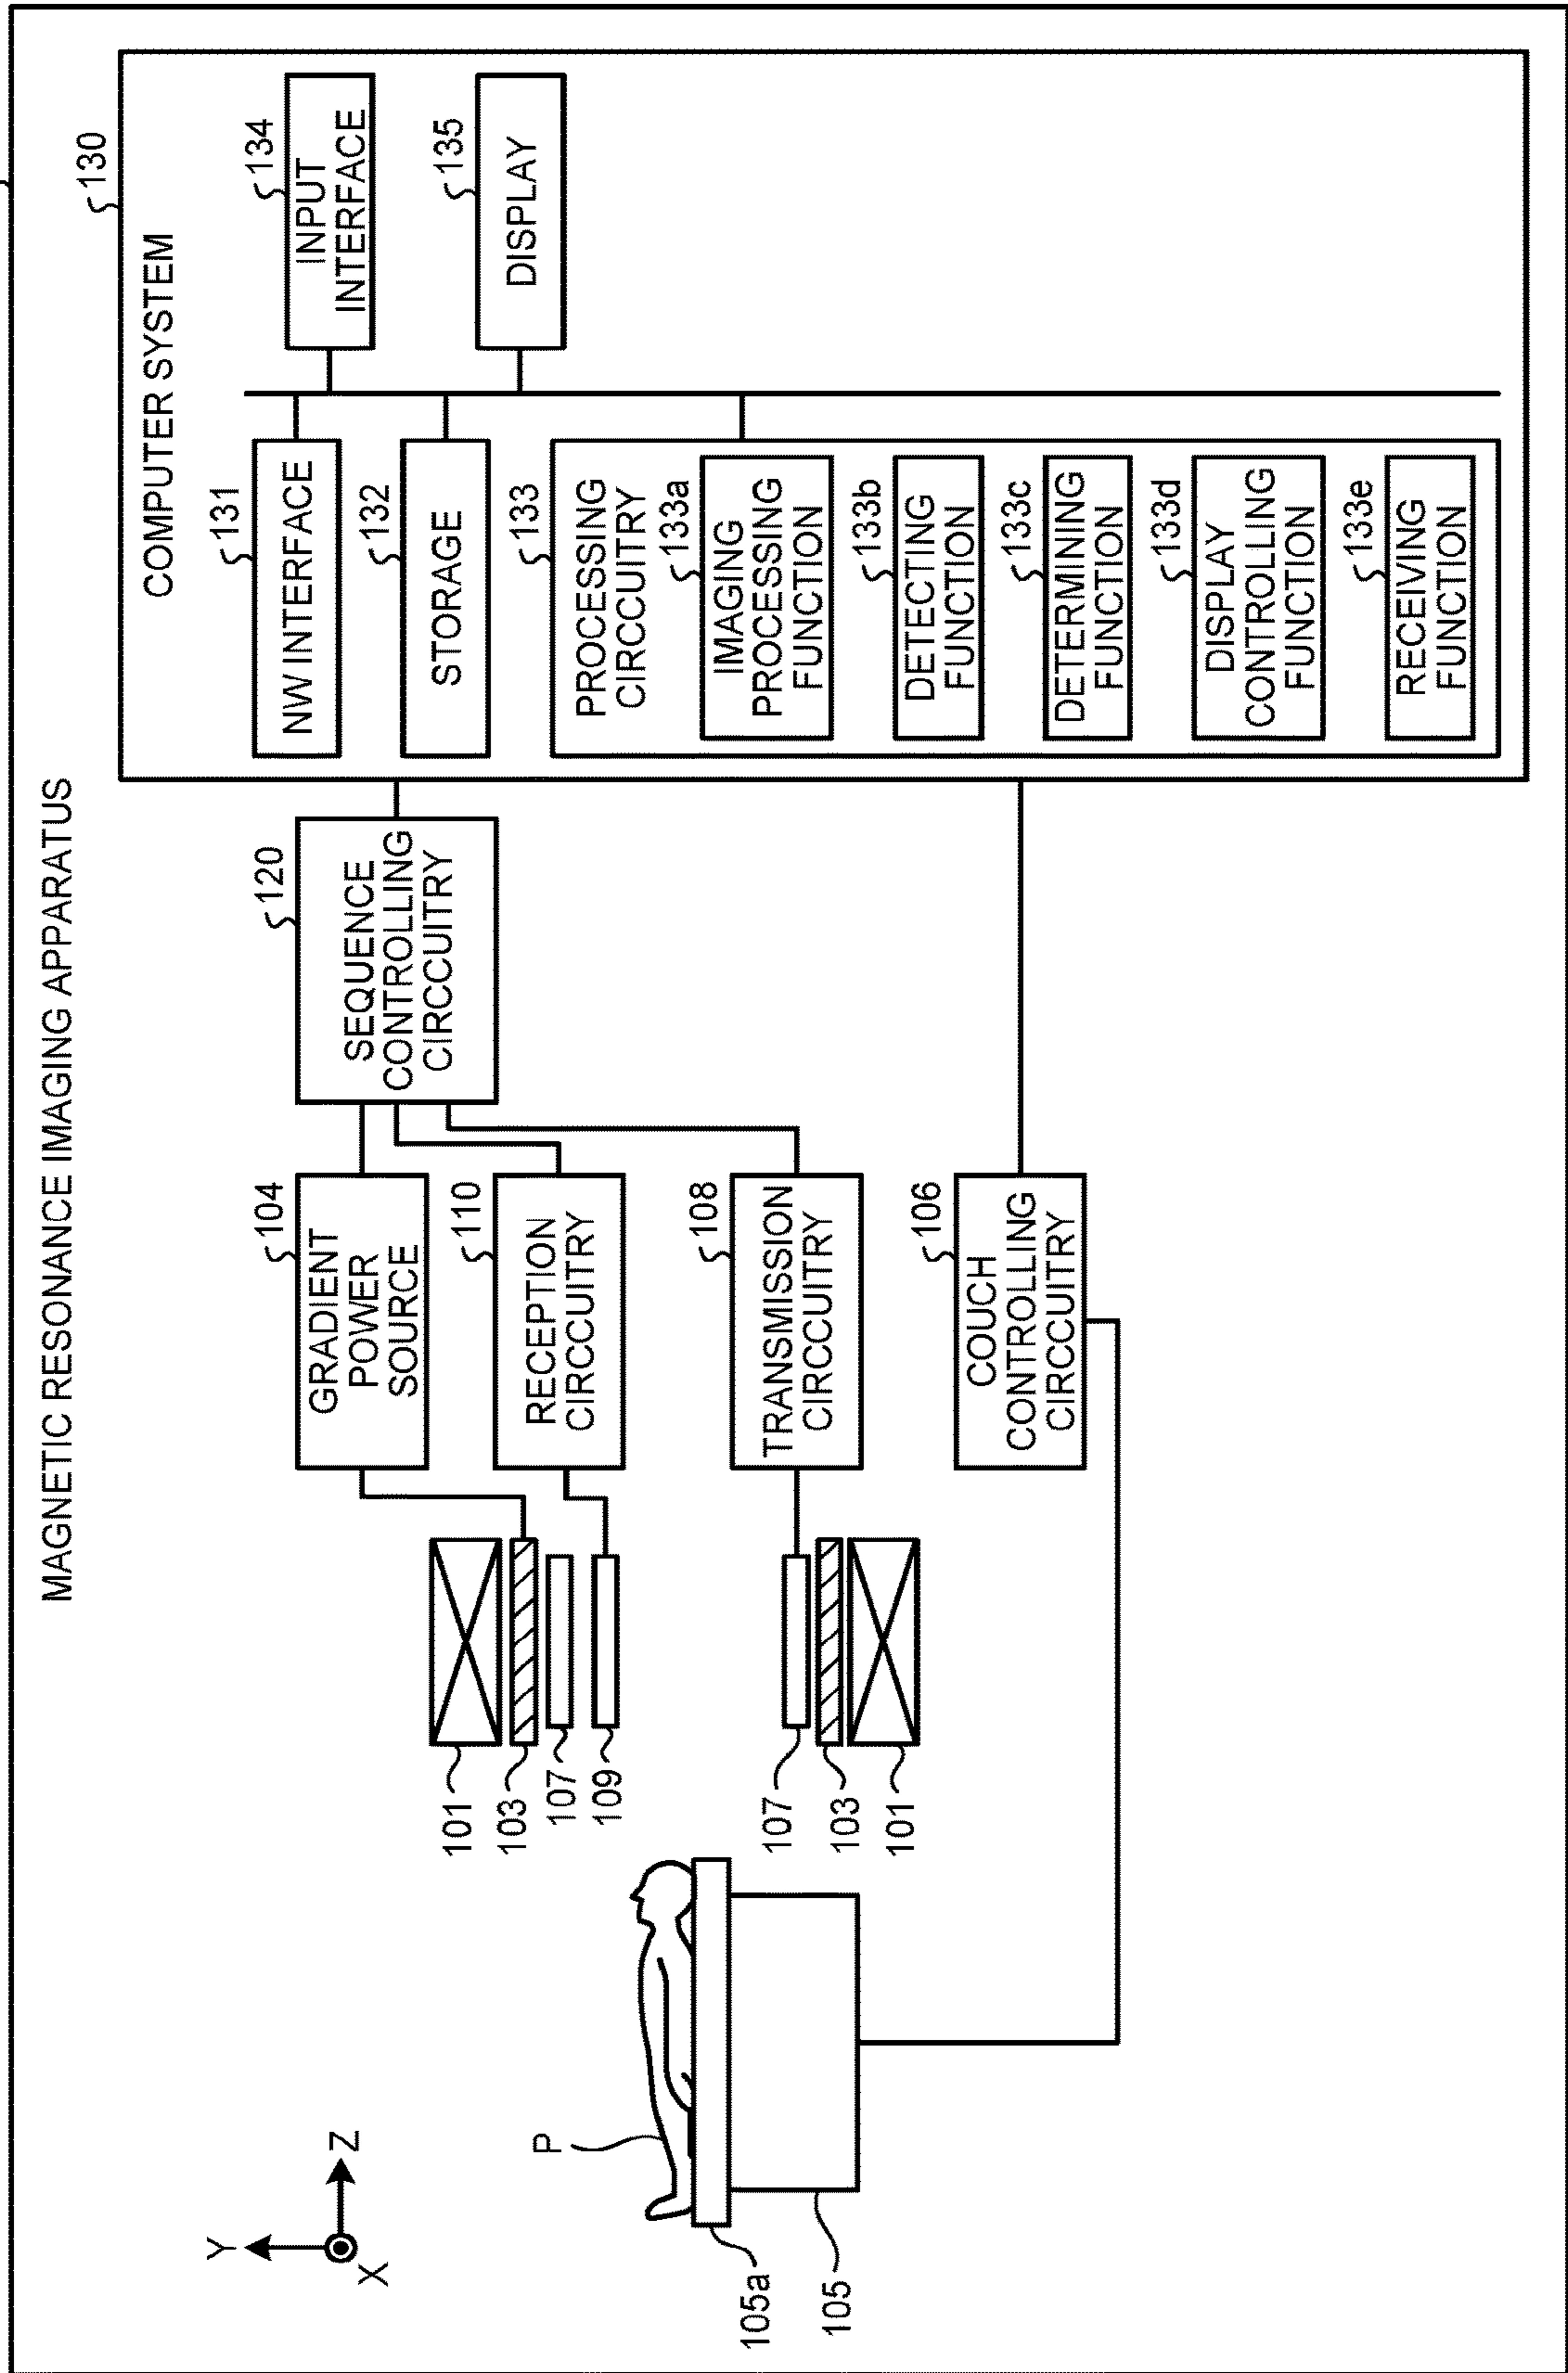 MAGNETIC RESONANCE IMAGING APPARATUS
130
COMPUTER SYSTEM
131
NW INTERFACE
134
INPUT
INTERFACE
132
STORAGE
135
DISPLAY
133
PROCESSING
CIRCCUITRY
133a
IMAGING
PROCESSING
FUNCTION
133b
DETECTING
FUNCTION
133c
DETERMINING
FUNCTION
133d
DISPLAY
CONTROLLING
FUNCTION
133e
RECEIVING
FUNCTION
120
SEQUENCE
CONTROLLING
CIRCCUITRY
104
GRADIENT
POWER
SOURCE
110
RECEPTION
CIRCCUITRY
108
TRANSMISSION
CIRCCUITRY
106
COUCH
CONTROLLING
CIRCCUITRY
101
103
107
109
107
103
101
Y
Z
X
P
105a
105